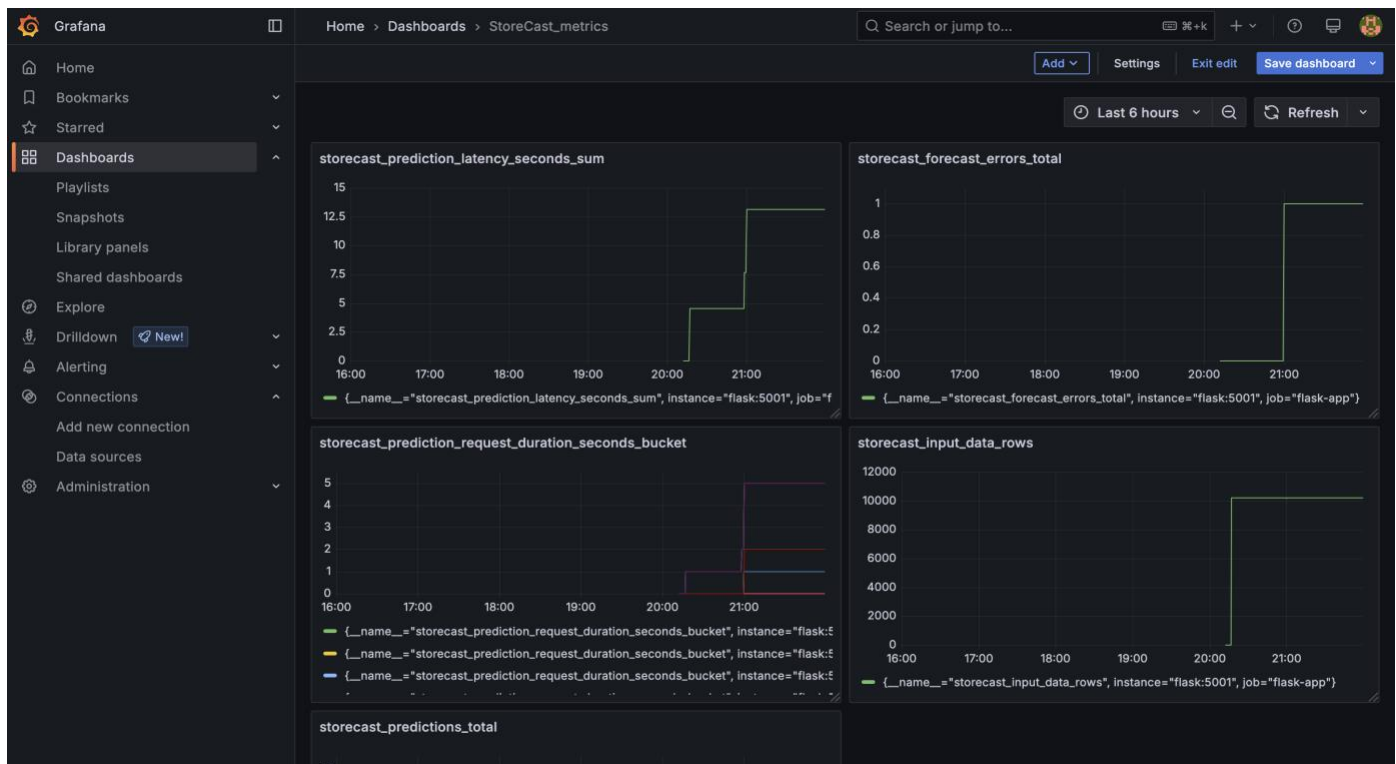 Grafana
Home > Dashboards > StoreCast_metrics
Search or jump to...
⌘+k
Home
Bookmarks
Starred
Dashboards
Playlists
Snapshots
Library panels
Shared dashboards
Explore
Drilldown New!
Alerting
Connections
Add new connection
Data sources
Administration
Add
Settings
Exit edit
Save dashboard
Last 6 hours
Refresh
storecast_prediction_latency_seconds_sum
15
12.5
10
7.5
5
2.5
0
16:00 17:00 18:00 19:00 20:00 21:00
{__name__="storecast_prediction_latency_seconds_sum", instance="flask:5001", job="f
storecast_forecast_errors_total
1
0.8
0.6
0.4
0.2
0
16:00 17:00 18:00 19:00 20:00 21:00
{__name__="storecast_forecast_errors_total", instance="flask:5001", job="flask-app"}
storecast_prediction_request_duration_seconds_bucket
5
4
3
2
1
0
16:00 17:00 18:00 19:00 20:00 21:00
{__name__="storecast_prediction_request_duration_seconds_bucket", instance="flask:5
{__name__="storecast_prediction_request_duration_seconds_bucket", instance="flask:5
{__name__="storecast_prediction_request_duration_seconds_bucket", instance="flask:5
storecast_input_data_rows
12000
10000
8000
6000
4000
2000
0
16:00 17:00 18:00 19:00 20:00 21:00
{__name__="storecast_input_data_rows", instance="flask:5001", job="flask-app"}
storecast_predictions_total